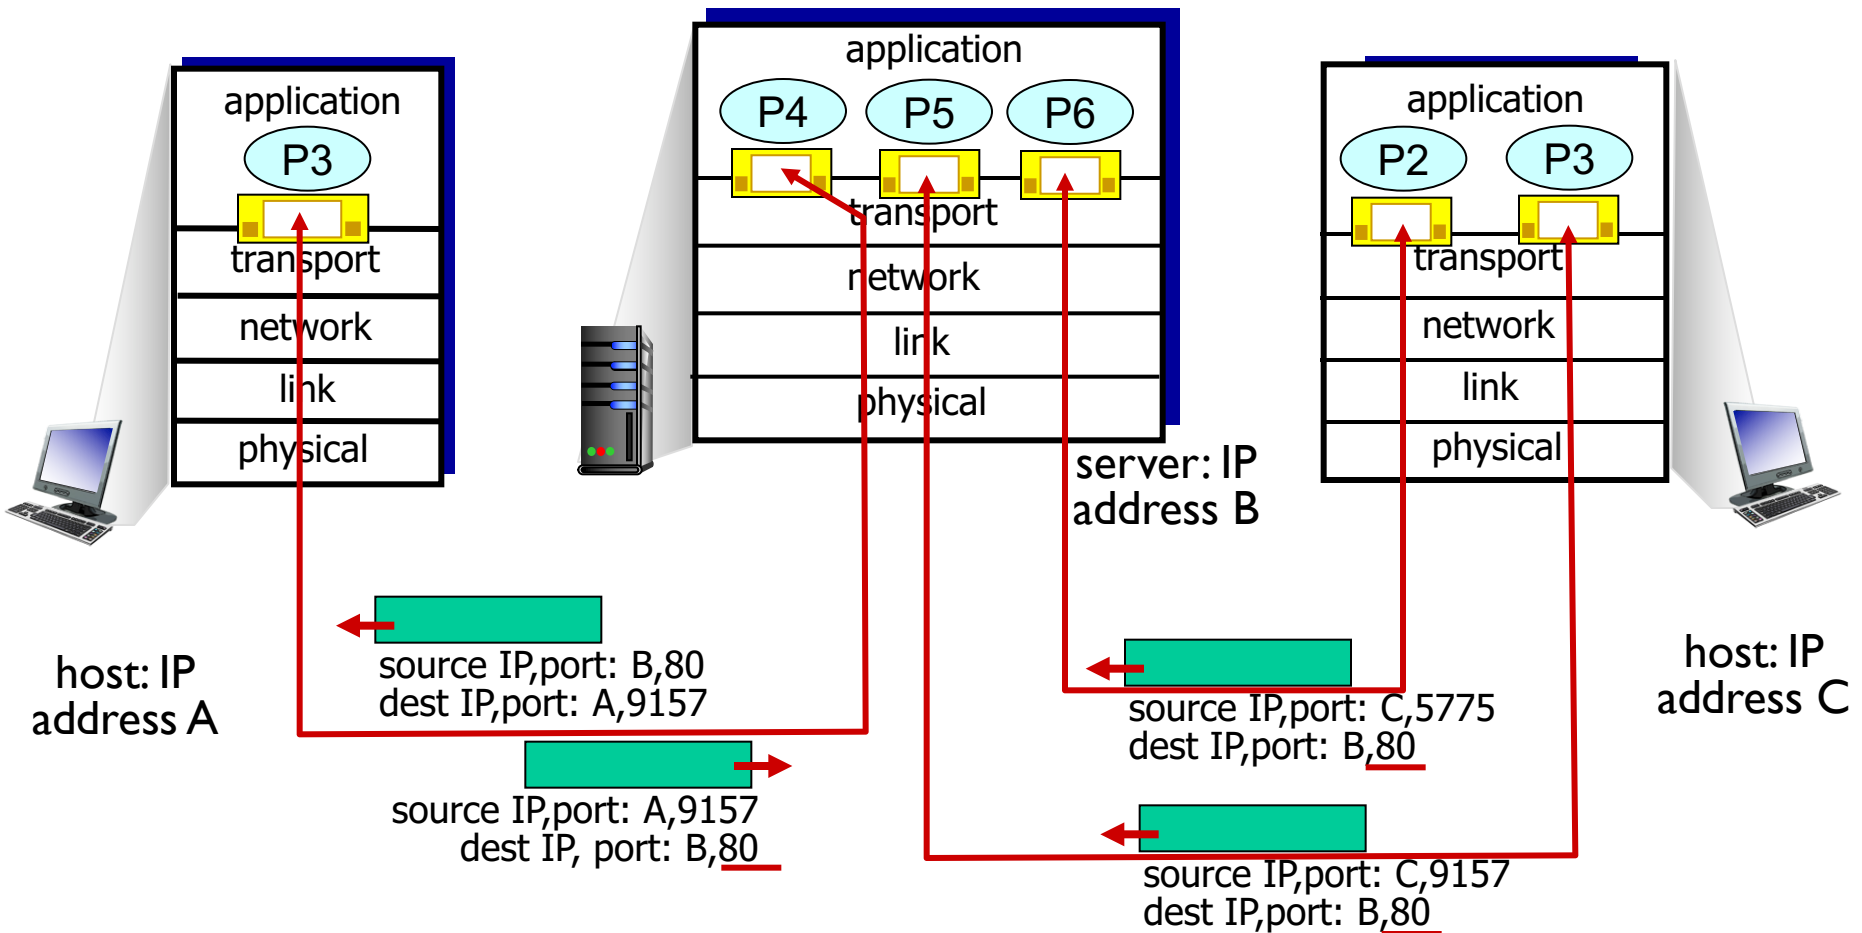 application
P3
transport
network
link
physical
host: IP
address A
application
P4 P5 P6
transport
network
link
physical
server: IP
address B
application
P2 P3
transport
network
link
physical
host: IP
address C
source IP,port: B,80
dest IP,port: A,9157
source IP,port: A,9157
dest IP, port: B,80
source IP,port: C,5775
dest IP,port: B,80
source IP,port: C,9157
dest IP,port: B,80